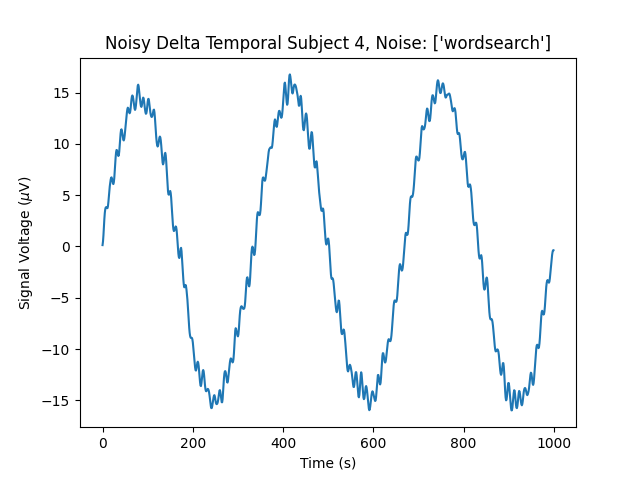 Noisy Delta Temporal Subject 4, Noise: ['wordsearch']
Signal Voltage (μV)
15
10
5
0
−5
−10
−15
0 200 400 600 800 1000
Time (s)